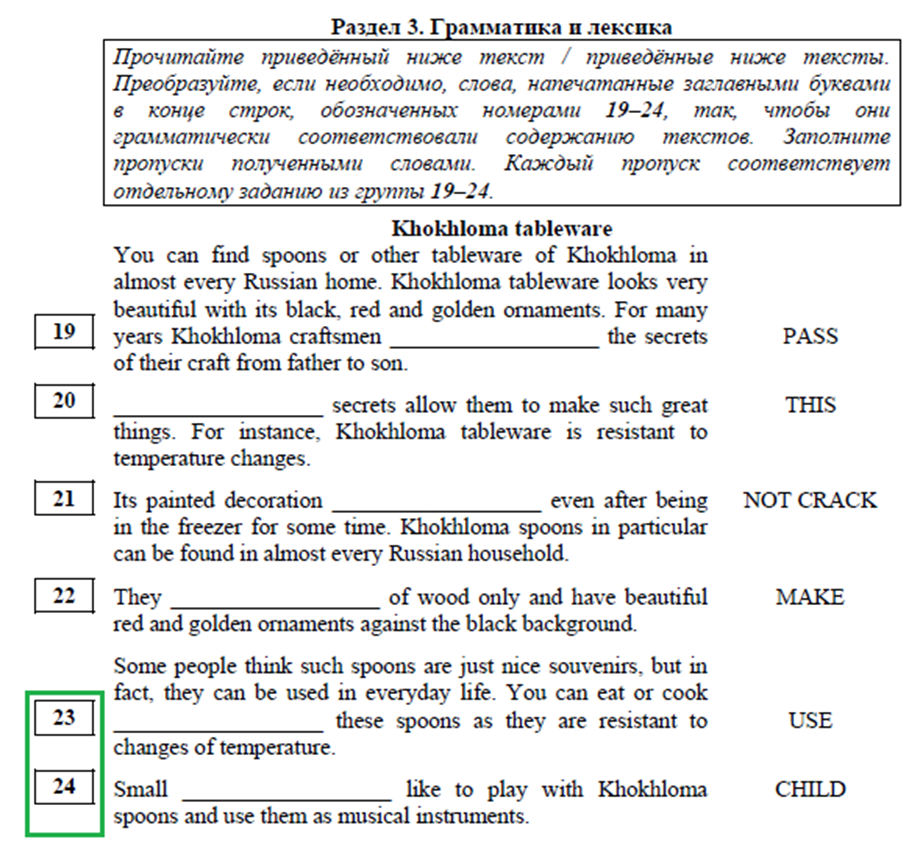 Раздел 3. Грамматика и лексика
Прочитайте приведённый ниже текст / приведённые ниже тексты.
Преобразуйте, если необходимо, слова, напечатанные заглавными буквами
в конце строк, обозначенных номерами 19–24, так, чтобы они
грамматически соответствовали содержанию текстов. Заполните
пропуски полученными словами. Каждый пропуск соответствует
отдельному заданию из группы 19–24.
Khokhloma tableware
You can find spoons or other tableware of Khokhloma in
almost every Russian home. Khokhloma tableware looks very
beautiful with its black, red and golden ornaments. For many
19 years Khokhloma craftsmen ____________________ the secrets PASS
of their craft from father to son.
20 ____________________ secrets allow them to make such great THIS
things. For instance, Khokhloma tableware is resistant to
temperature changes.
21 Its painted decoration ____________________ even after being NOT CRACK
in the freezer for some time. Khokhloma spoons in particular
can be found in almost every Russian household.
22 They ____________________ of wood only and have beautiful MAKE
red and golden ornaments against the black background.
Some people think such spoons are just nice souvenirs, but in
fact, they can be used in everyday life. You can eat or cook
23 ____________________ these spoons as they are resistant to USE
changes of temperature.
24 Small ____________________ like to play with Khokhloma CHILD
spoons and use them as musical instruments.